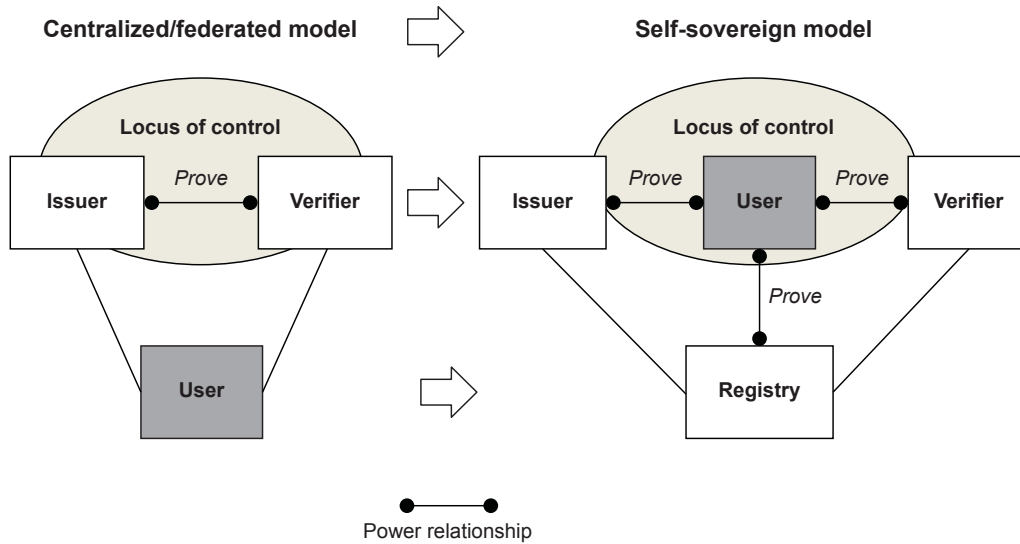 Centralized/federated model
Self-sovereign model
Locus of control
Prove
Issuer
Verifier
User
Locus of control
Prove
Prove
Issuer
User
Verifier
Prove
Registry
Power relationship